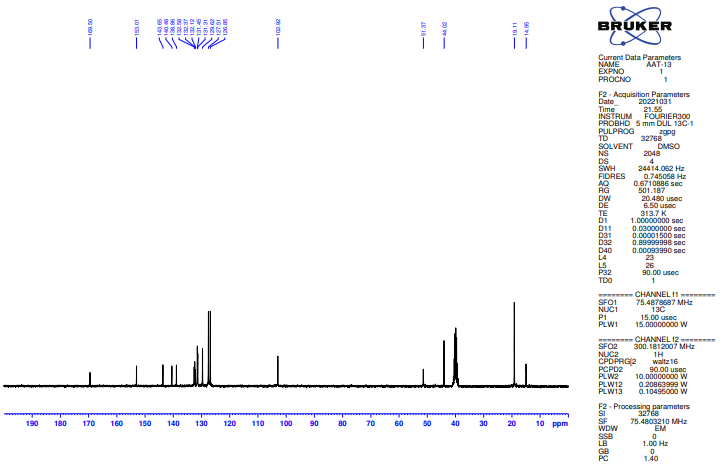 169.50
153.01
143.65
140.48
138.86
132.58
132.37
132.12
131.45
131.31
129.62
127.51
126.85
102.92
51.37
44.02
19.11
14.95
BRUKER
Current Data Parameters
NAME AAT-13
EXPNO 1
PROCNO 1
F2 - Acquisition Parameters
Date_ 20221031
Time 21.55
INSTRUM FOURIER300
PROBHD 5 mm DUL 13C-1
PULPROG zgpg
TD 32768
SOLVENT DMSO
NS 2048
DS 4
SWH 24414.062 Hz
FIDRES 0.745058 Hz
AQ 0.6710886 sec
RG 501.187
DW 20.480 usec
DE 6.50 usec
TE 313.7 K
D1 1.00000000 sec
D11 0.03000000 sec
D31 0.00001500 sec
D32 0.89999998 sec
D40 0.00093990 sec
L4 23
L5 26
P32 90.00 usec
TD0 1
======== CHANNEL f1 ========
SFO1 75.4878687 MHz
NUC1 13C
P1 15.00 usec
PLW1 15.00000000 W
======== CHANNEL f2 ========
SFO2 300.1812007 MHz
NUC2 1H
CPDPRG[2 waltz16
PCPD2 90.00 usec
PLW2 10.00000000 W
PLW12 0.20863999 W
PLW13 0.10495000 W
F2 - Processing parameters
SI 32768
SF 75.4803210 MHz
WDW EM
SSB 0
LB 1.00 Hz
GB 0
PC 1.40
190 180 170 160 150 140 130 120 110 100 90 80 70 60 50 40 30 20 10 ppm